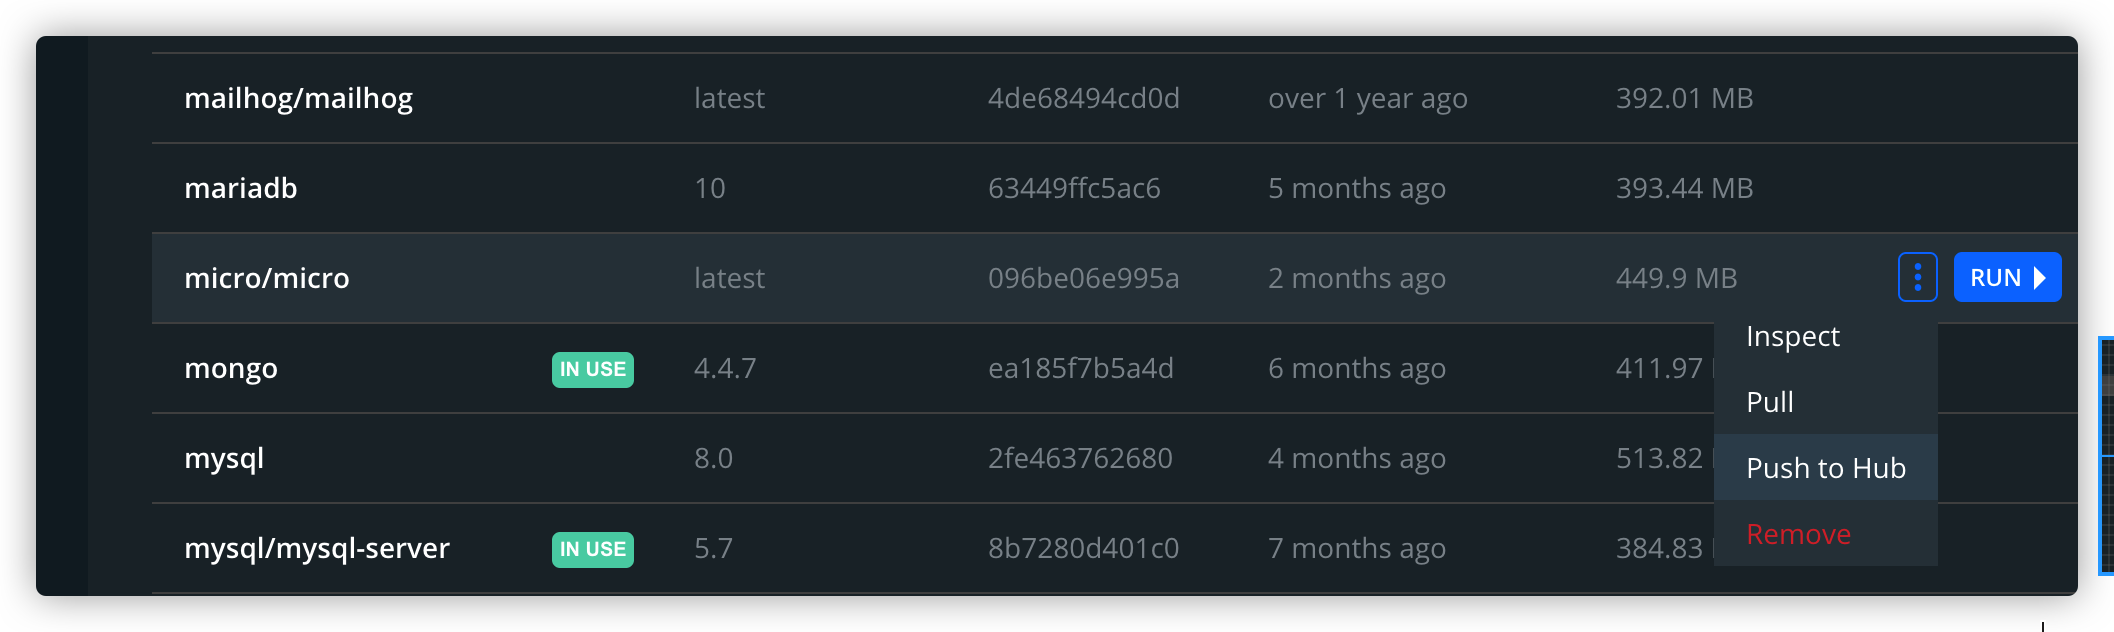 mailhog/mailhog latest 4de68494cd0d over 1 year ago 392.01 MB
mariadb 10 63449ffc5ac6 5 months ago 393.44 MB
micro/micro latest 096be06e995a 2 months ago 449.9 MB RUN
Inspect
mongo IN USE 4.4.7 ea185f7b5a4d 6 months ago 411.97
Pull
mysql 8.0 2fe463762680 4 months ago 513.82
Push to Hub
Remove
mysql/mysql-server IN USE 5.7 8b7280d401c0 7 months ago 384.83